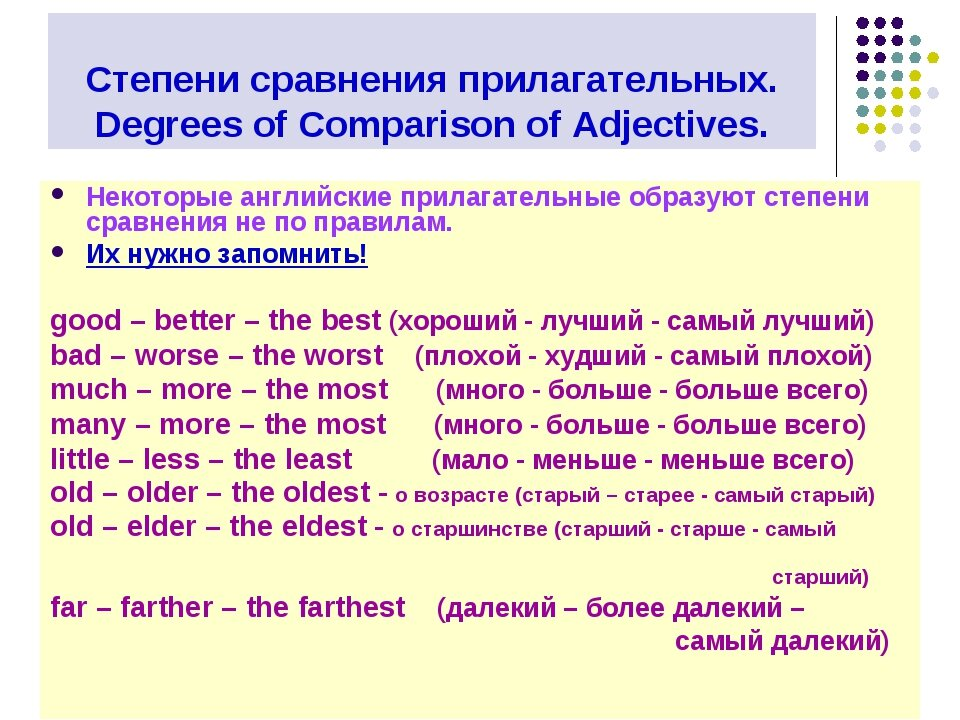 Степени сравнения прилагательных.
Degrees of Comparison of Adjectives.
Некоторые английские прилагательные образуют степени
сравнения не по правилам.
Их нужно запомнить!
good – better – the best (хороший - лучший - самый лучший)
bad – worse – the worst (плохой - худший - самый плохой)
much – more – the most (много - больше - больше всего)
many – more – the most (много - больше - больше всего)
little – less – the least (мало - меньше - меньше всего)
old – older – the oldest - о возрасте (старый – старее - самый старый)
old – elder – the eldest - о старшинстве (старший - старше - самый
старший)
far – farther – the farthest (далекий – более далекий –
самый далекий)